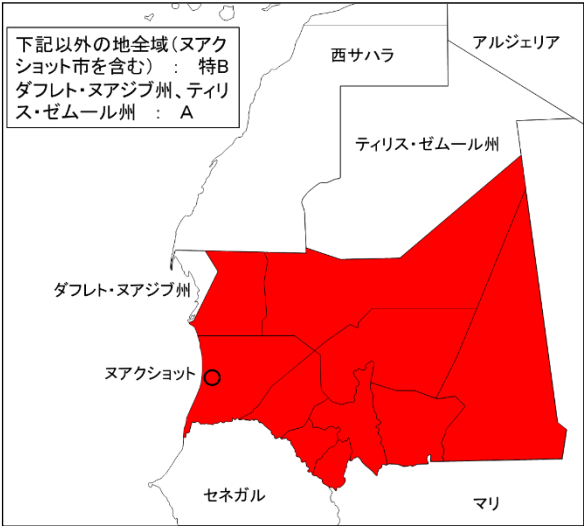 下記以外の地全域(ヌアク
ショット市を含む) : 特B
ダフレト・ヌアジブ州、ティリ
ス・ゼムール州 : A
アルジェリア
西サハラ
ティリス・ゼムール州
ダフレト・ヌアジブ州
ヌアクショット
セネガル
マリ